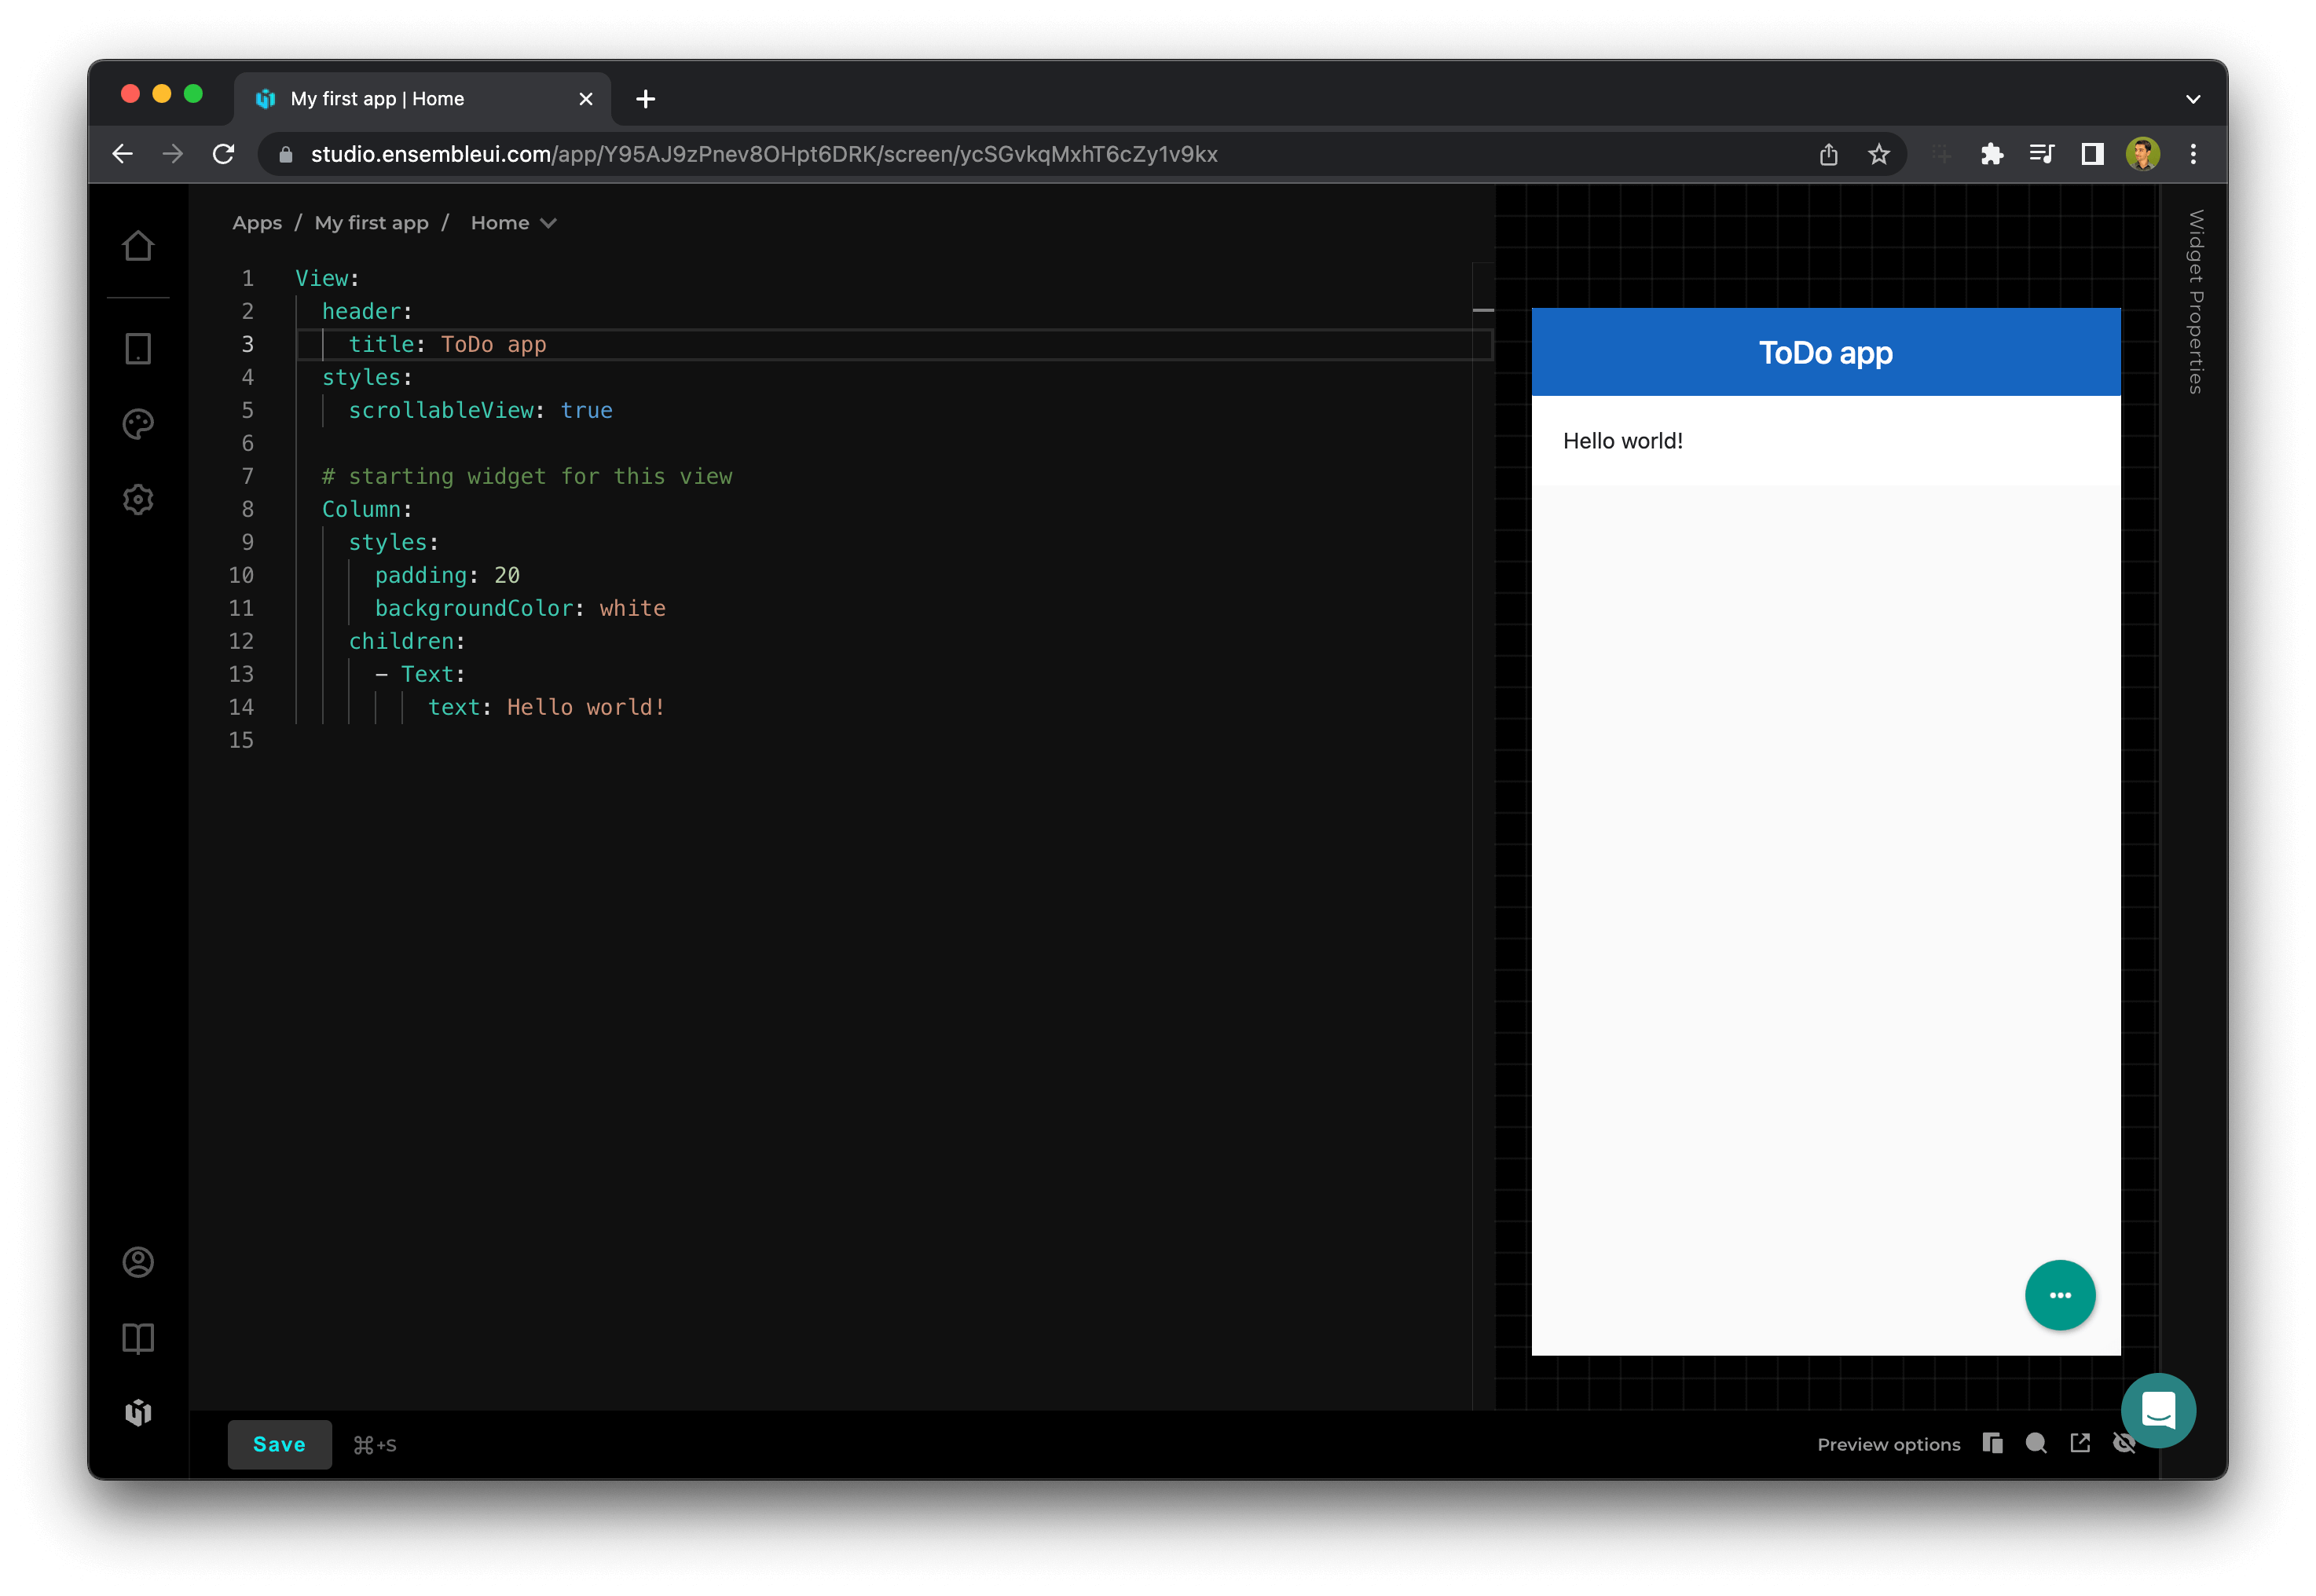 My first app | Home
studio.ensembleui.com/app/Y95AJ9zPnev8OHpt6DRK/screen/ycSGvkqMxhT6cZy1v9kx
Apps / My first app / Home
1 View:
2 header:
3 title: ToDo app
4 styles:
5 scrollableView: true
6
7 # starting widget for this view
8 Column:
9 styles:
10 padding: 20
11 backgroundColor: white
12 children:
13 - Text:
14 text: Hello world!
15
ToDo app
Hello world!
Widget Properties
Save ⌘+S
Preview options